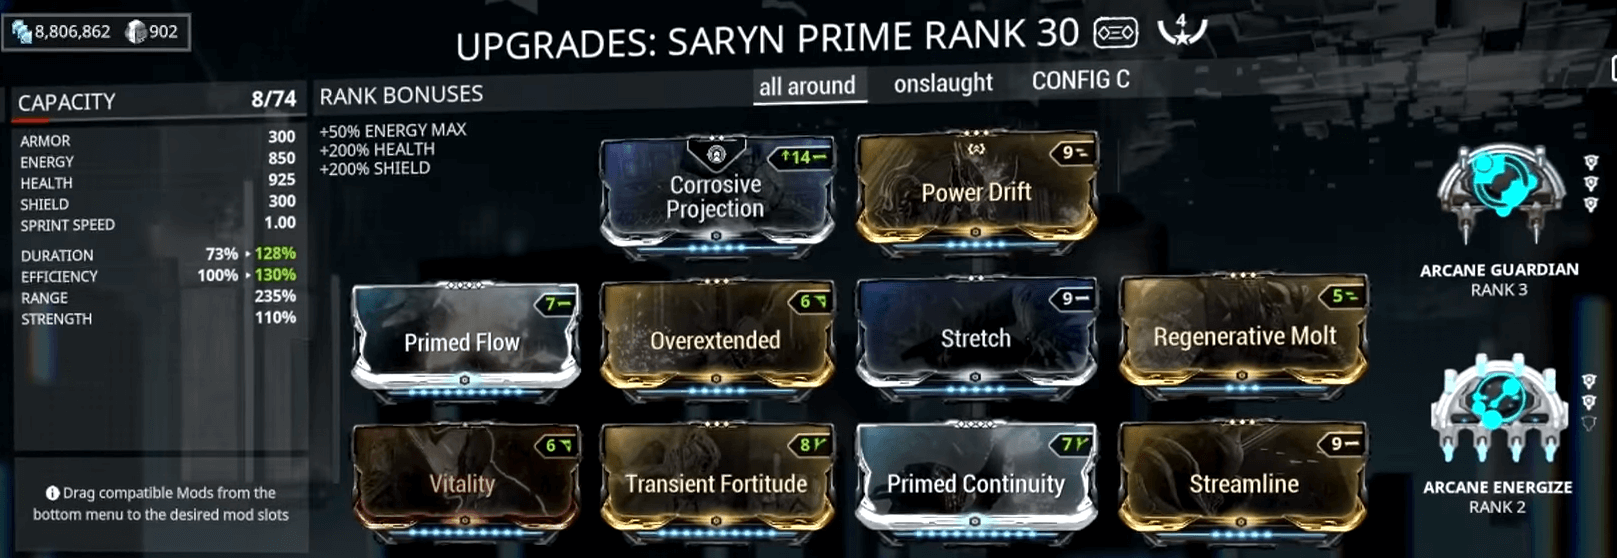 8,806,862 902
UPGRADES: SARYN PRIME RANK 30 4
all around onslaught CONFIG C
CAPACITY 8/74
ARMOR 300
ENERGY 850
HEALTH 925
SHIELD 300
SPRINT SPEED 1.00
DURATION 73% 128%
EFFICIENCY 100% 130%
RANGE 235%
STRENGTH 110%
RANK BONUSES
+50% ENERGY MAX
+200% HEALTH
+200% SHIELD
14
Corrosive
Projection
9
Power Drift
7
Primed Flow
6
Overextended
9
Stretch
5
Regenerative Molt
6
Vitality
8
Transient Fortitude
7
Primed Continuity
9
Streamline
ARCANE GUARDIAN
RANK 3
ARCANE ENERGIZE
RANK 2
Drag compatible Mods from the
bottom menu to the desired mod slots